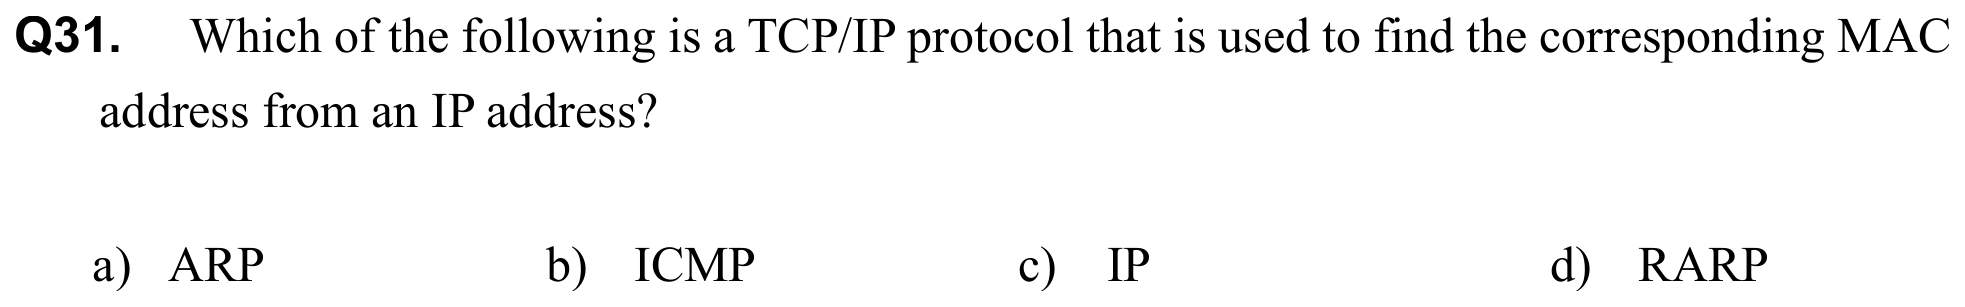 Q31. Which of the following is a TCP/IP protocol that is used to find the corresponding MAC
address from an IP address?
a) ARP b) ICMP c) IP d) RARP